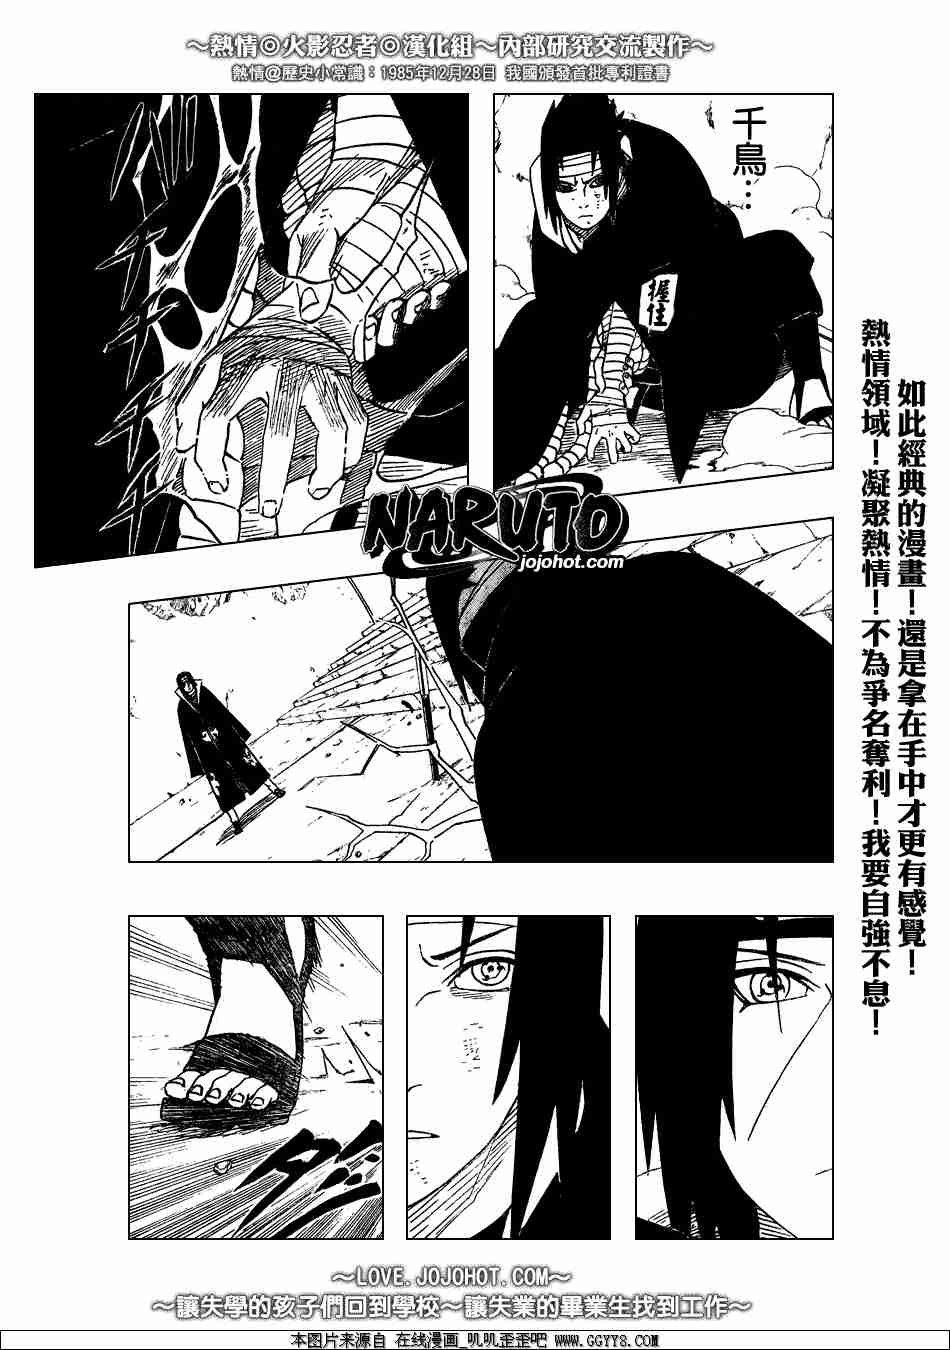 ～熱情◎火影忍者◎漢化組～內部研究交流製作～
熱情@歷史小常識：1985年12月28日 我國頒發首批專利證書
千鳥…
握住
NARUTO
jojohot.com
如此經典的漫畫！還是拿在手中才更有感覺！
熱情領域！凝聚熱情！不為爭名奪利！我要自強不息！
ダッ
～LOVE.JOJOHOT.COM～
～讓失學的孩子們回到學校～讓失業的畢業生找到工作～
本图片来源自 在线漫画_叽叽歪歪吧 www.GGYY8.com